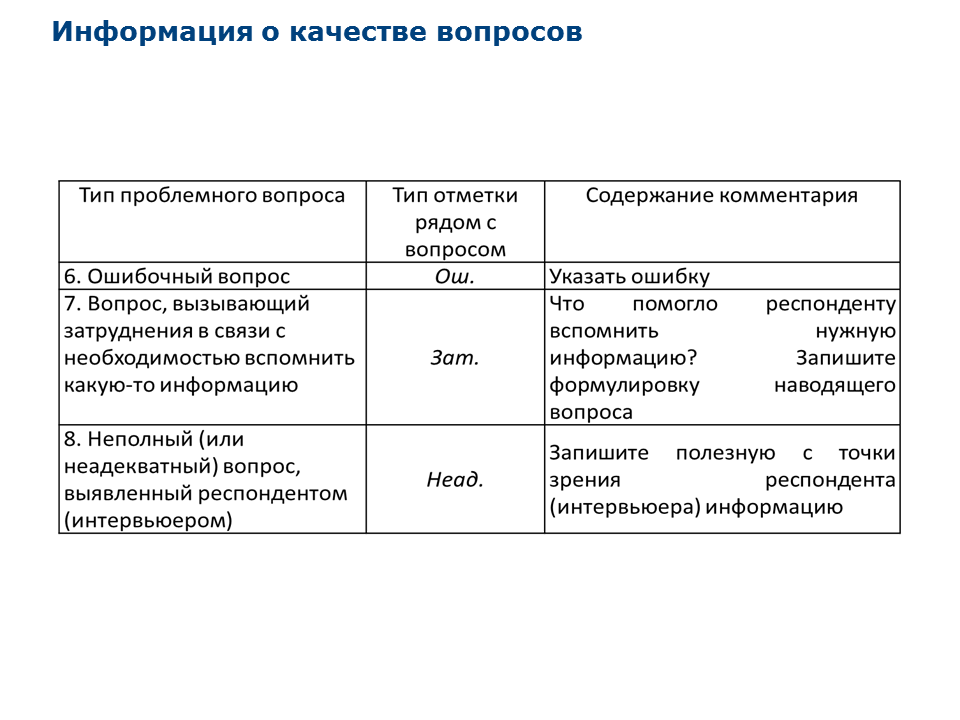 Информация о качестве вопросов
Тип проблемного вопроса
Тип отметки
рядом с
вопросом
Содержание комментария
6. Ошибочный вопрос
Ош.
Указать ошибку
7. Вопрос, вызывающий
затруднения в связи с
необходимостью вспомнить
какую-то информацию
Зат.
Что помогло респонденту
вспомнить нужную
информацию? Запишите
формулировку наводящего
вопроса
8. Неполный (или
неадекватный) вопрос,
выявленный респондентом
(интервьюером)
Неад.
Запишите полезную с точки
зрения респондента
(интервьюера) информацию